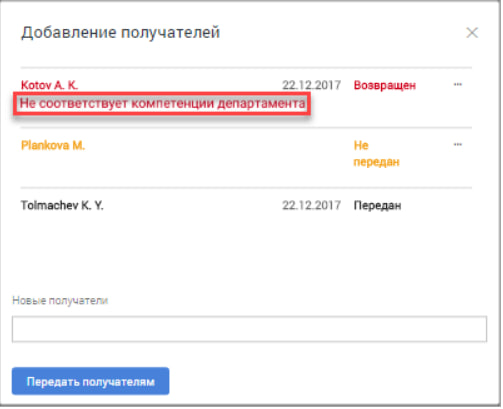 Добавление получателей
Kotov A. K. 22.12.2017 Возвращен ...
Не соответствует компетенции департамента
Plankova M. Не ...
передан
Tolmachev K. Y. 22.12.2017 Передан
Новые получатели
Передать получателям